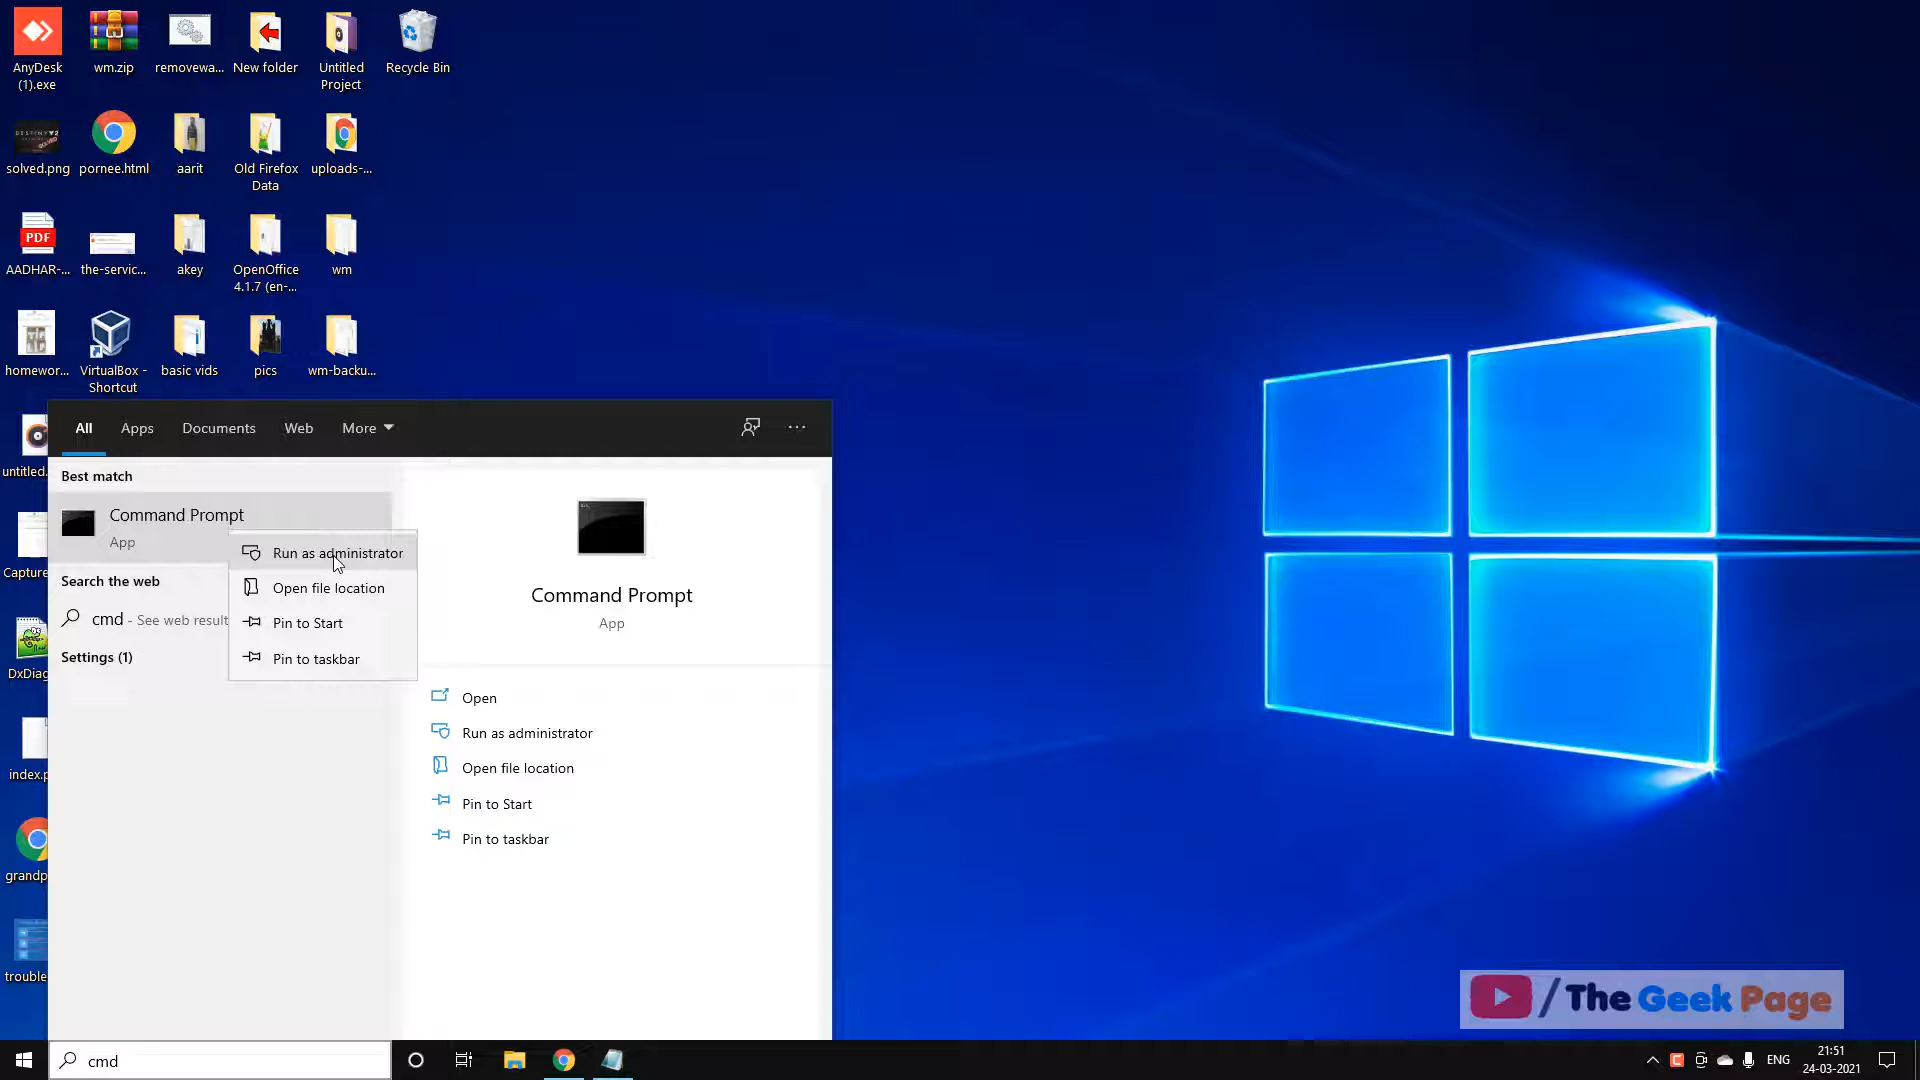 AnyDesk
(1).exe
wm.zip
removewa...
New folder
Untitled
Project
Recycle Bin
solved.png
pornee.html
aarit
Old Firefox
Data
uploads-...
PDF
AADHAR-...
the-servic...
akey
OpenOffice
4.1.7 (en-...
wm
homewor...
VirtualBox -
Shortcut
basic vids
pics
wm-backu...
untitled.
Capture
DxDiag
index.p
grandp
trouble
All
Apps
Documents
Web
More
Best match
Command Prompt
App
Search the web
cmd - See web result
Settings (1)
Run as administrator
Open file location
Pin to Start
Pin to taskbar
Command Prompt
App
Open
Run as administrator
Open file location
Pin to Start
Pin to taskbar
/ The Geek Page
cmd
ENG
21:51
24-03-2021